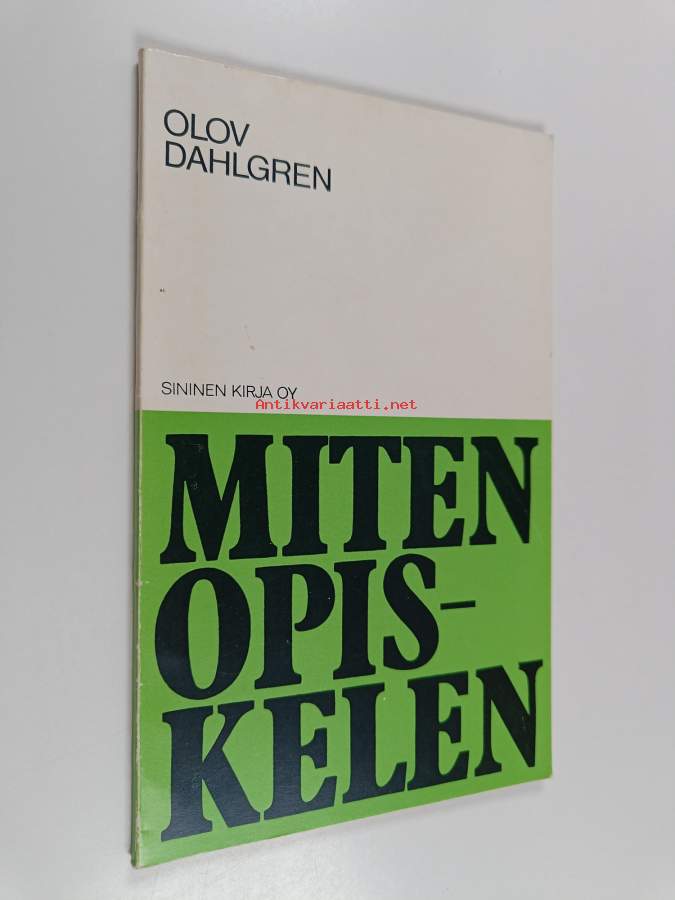 OLOV
DAHLGREN
SININEN KIRJA OY
Antikvariaatti.net
MITEN
OPIS-
KELEN